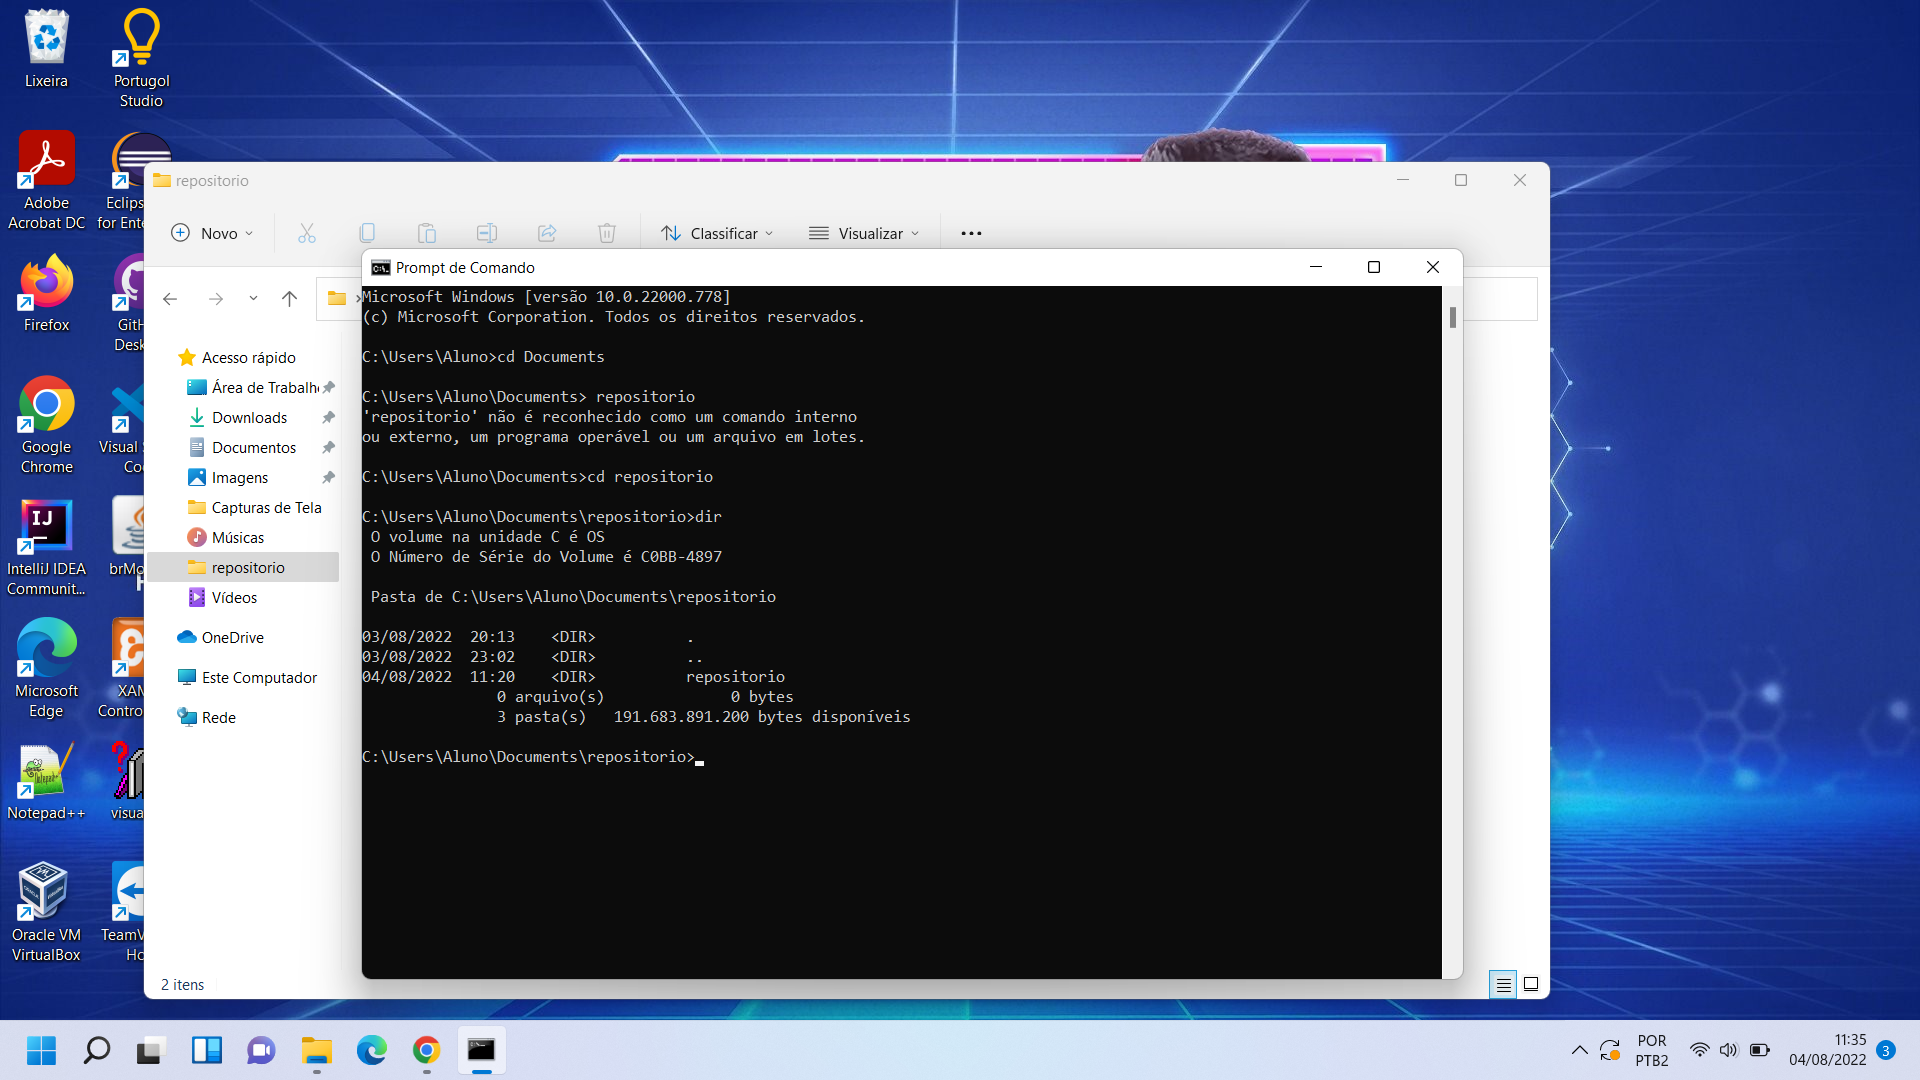 Lixeira
Portugol
Studio
Adobe
Acrobat DC
Eclips
for Ente
Firefox
GitH
Desk
Google
Chrome
Visual S
Co
IJ
IntelliJ IDEA
Communit...
brMo
Microsoft
Edge
XAM
Contro
Notepad++
visua
Oracle VM
VirtualBox
TeamV
Ho
repositorio
Novo
Classificar
Visualizar
Acesso rápido
Área de Trabalh
Downloads
Documentos
Imagens
Capturas de Tela
Músicas
repositorio
Vídeos
OneDrive
Este Computador
Rede
2 itens
Prompt de Comando
Microsoft Windows [versão 10.0.22000.778]
(c) Microsoft Corporation. Todos os direitos reservados.
C:\Users\Aluno>cd Documents
C:\Users\Aluno\Documents> repositorio
'repositorio' não é reconhecido como um comando interno
ou externo, um programa operável ou um arquivo em lotes.
C:\Users\Aluno\Documents>cd repositorio
C:\Users\Aluno\Documents\repositorio>dir
O volume na unidade C é OS
O Número de Série do Volume é C0BB-4897
Pasta de C:\Users\Aluno\Documents\repositorio
03/08/2022  20:13    <DIR>          .
03/08/2022  23:02    <DIR>          ..
04/08/2022  11:20    <DIR>          repositorio
0 arquivo(s)              0 bytes
3 pasta(s)   191.683.891.200 bytes disponíveis
C:\Users\Aluno\Documents\repositorio>
POR
PTB2
11:35
04/08/2022
3